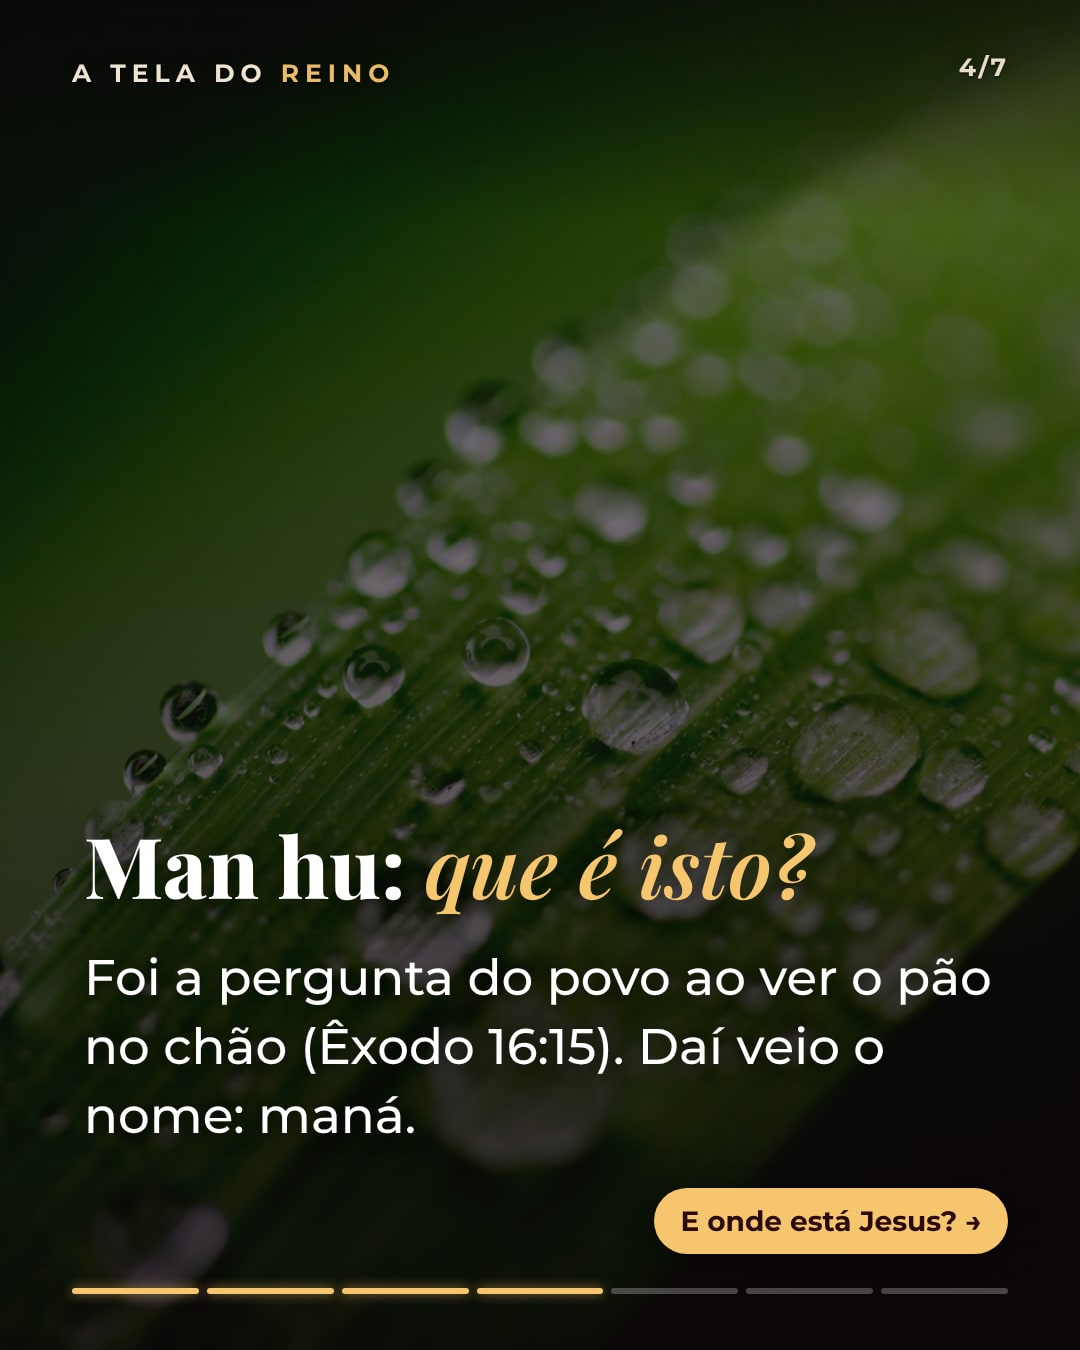 A TELA DO REINO
4/7
Man hu: que é isto?
Foi a pergunta do povo ao ver o pão
no chão (Êxodo 16:15). Daí veio o
nome: maná.
E onde está Jesus? →